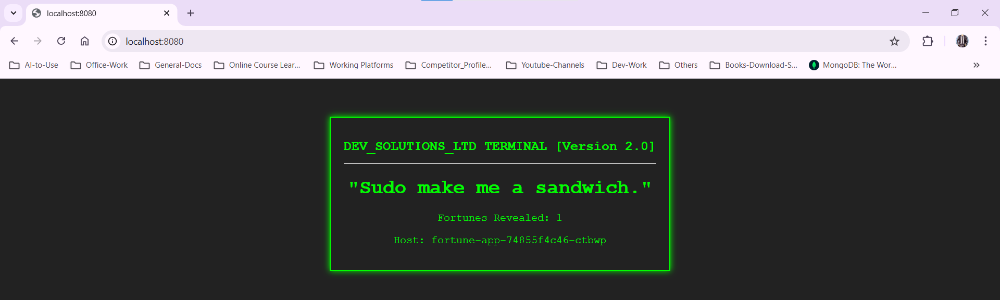 localhost:8080
localhost:8080
AI-to-Use Office-Work General-Docs Online Course Lear... Working Platforms Competitor_Profile... Youtube-Channels Dev-Work Others Books-Download-S... MongoDB: The Wor...
DEV_SOLUTIONS_LTD TERMINAL [Version 2.0]
"Sudo make me a sandwich."
Fortunes Revealed: 1
Host: fortune-app-74855f4c46-ctbwp